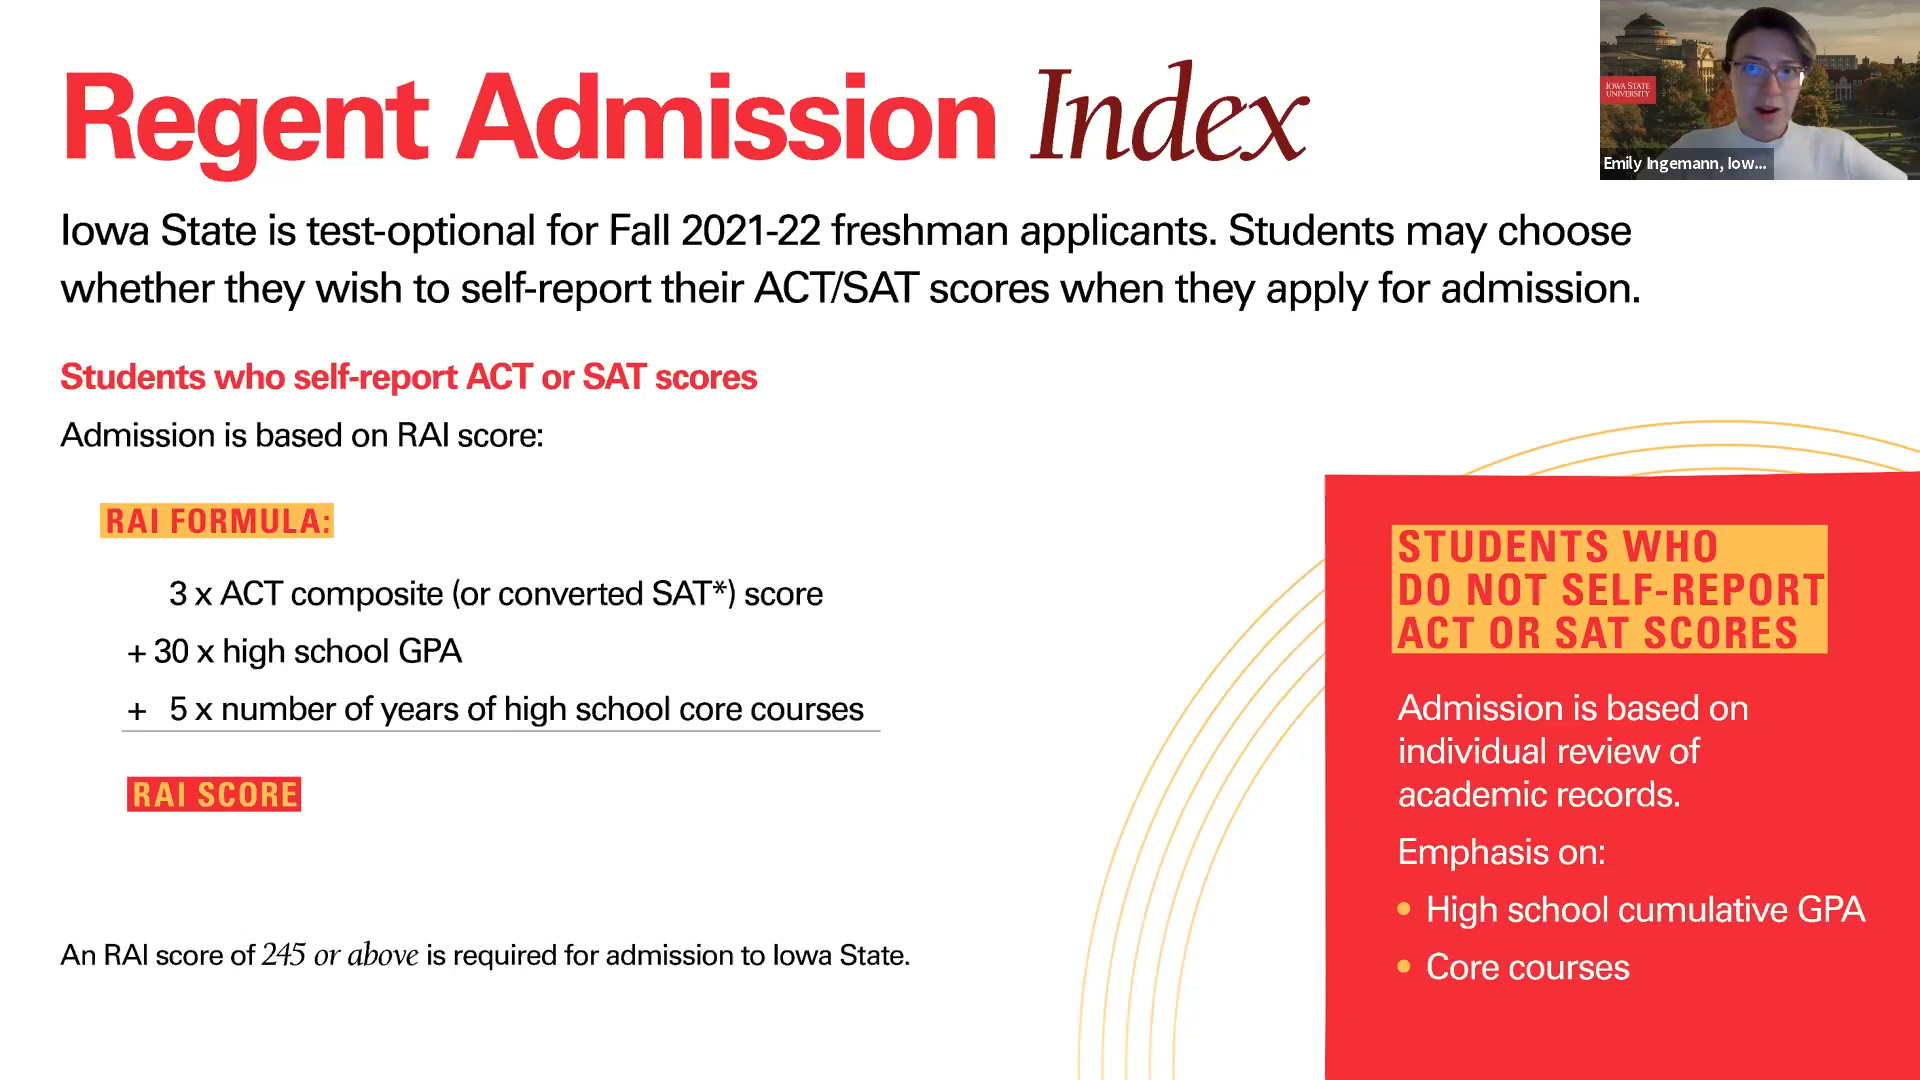 Regent Admission Index
IOWA STATE
UNIVERSITY
Emily Ingemann, Iow...
Iowa State is test-optional for Fall 2021-22 freshman applicants. Students may choose
whether they wish to self-report their ACT/SAT scores when they apply for admission.
Students who self-report ACT or SAT scores
Admission is based on RAI score:
RAI FORMULA:
3 x ACT composite (or converted SAT*) score
+ 30 x high school GPA
+ 5 x number of years of high school core courses
RAI SCORE
An RAI score of 245 or above is required for admission to Iowa State.
STUDENTS WHO
DO NOT SELF-REPORT
ACT OR SAT SCORES
Admission is based on
individual review of
academic records.
Emphasis on:
• High school cumulative GPA
• Core courses